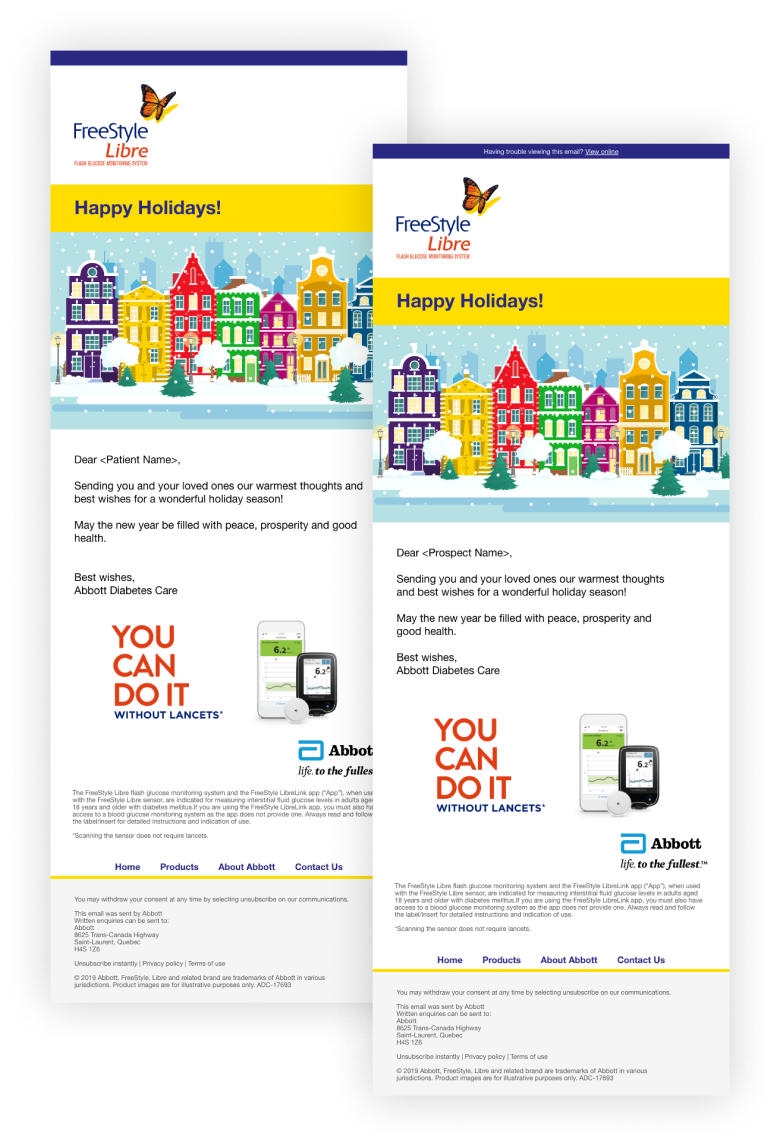 FreeStyle
Libre
FLASH GLUCOSE MONITORING SYSTEM
Happy Holidays!
Dear <Patient Name>,
Sending you and your loved ones our warmest thoughts and
best wishes for a wonderful holiday season!
May the new year be filled with peace, prosperity and good
health.
Best wishes,
Abbott Diabetes Care
YOU
CAN
DO IT
WITHOUT LANCETS*
6.2
6.2
Abbot
life. to the fulles
The FreeStyle Libre flash glucose monitoring system and the FreeStyle LibreLink app ("App"), when use
with the FreeStyle Libre sensor, are indicated for measuring interstitial fluid glucose levels in adults aged
18 years and older with diabetes mellitus.If you are using the FreeStyle LibreLink app, you must also ha
access to a blood glucose monitoring system as the app does not provide one. Always read and follow
the label/insert for detailed instructions and indication of use.
*Scanning the sensor does not require lancets.
Home Products About Abbott Contact Us
You may withdraw your consent at any time by selecting unsubscribe on our communications.
This email was sent by Abbott
Written enquiries can be sent to:
Abbott
8625 Trans-Canada Highway
Saint-Laurent, Quebec
H4S 1Z6
Unsubscribe instantly | Privacy policy | Terms of use
© 2019 Abbott, FreeStyle, Libre and related brand are trademarks of Abbott in various
jurisdictions. Product images are for illustrative purposes only. ADC-17693
Having trouble viewing this email? View online
FreeStyle
Libre
FLASH GLUCOSE MONITORING SYSTEM
Happy Holidays!
Dear <Prospect Name>,
Sending you and your loved ones our warmest thoughts
and best wishes for a wonderful holiday season!
May the new year be filled with peace, prosperity and
good health.
Best wishes,
Abbott Diabetes Care
YOU
CAN
DO IT
WITHOUT LANCETS*
6.2
6.2
Abbott
life. to the fullest.™
The FreeStyle Libre flash glucose monitoring system and the FreeStyle LibreLink app ("App"), when used
with the FreeStyle Libre sensor, are indicated for measuring interstitial fluid glucose levels in adults aged
18 years and older with diabetes mellitus.If you are using the FreeStyle LibreLink app, you must also have
access to a blood glucose monitoring system as the app does not provide one. Always read and follow
the label/insert for detailed instructions and indication of use.
*Scanning the sensor does not require lancets.
Home Products About Abbott Contact Us
You may withdraw your consent at any time by selecting unsubscribe on our communications.
This email was sent by Abbott
Written enquiries can be sent to:
Abbott
8625 Trans-Canada Highway
Saint-Laurent, Quebec
H4S 1Z6
Unsubscribe instantly | Privacy policy | Terms of use
© 2019 Abbott, FreeStyle, Libre and related brand are trademarks of Abbott in various
jurisdictions. Product images are for illustrative purposes only. ADC-17693